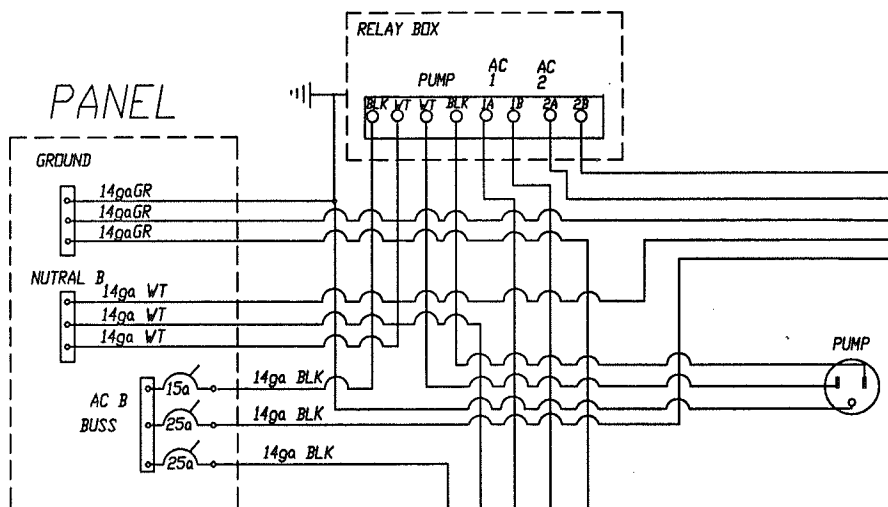 RELAY BOX
PUMP
AC
1
AC
2
BLK WT WT BLK 1A 1B 2A 2B
PANEL
GROUND
14gaGR
14gaGR
14gaGR
NUTRAL B
14ga WT
14ga WT
14ga WT
PUMP
AC B
BUSS
15a
14ga BLK
25a
14ga BLK
25a
14ga BLK